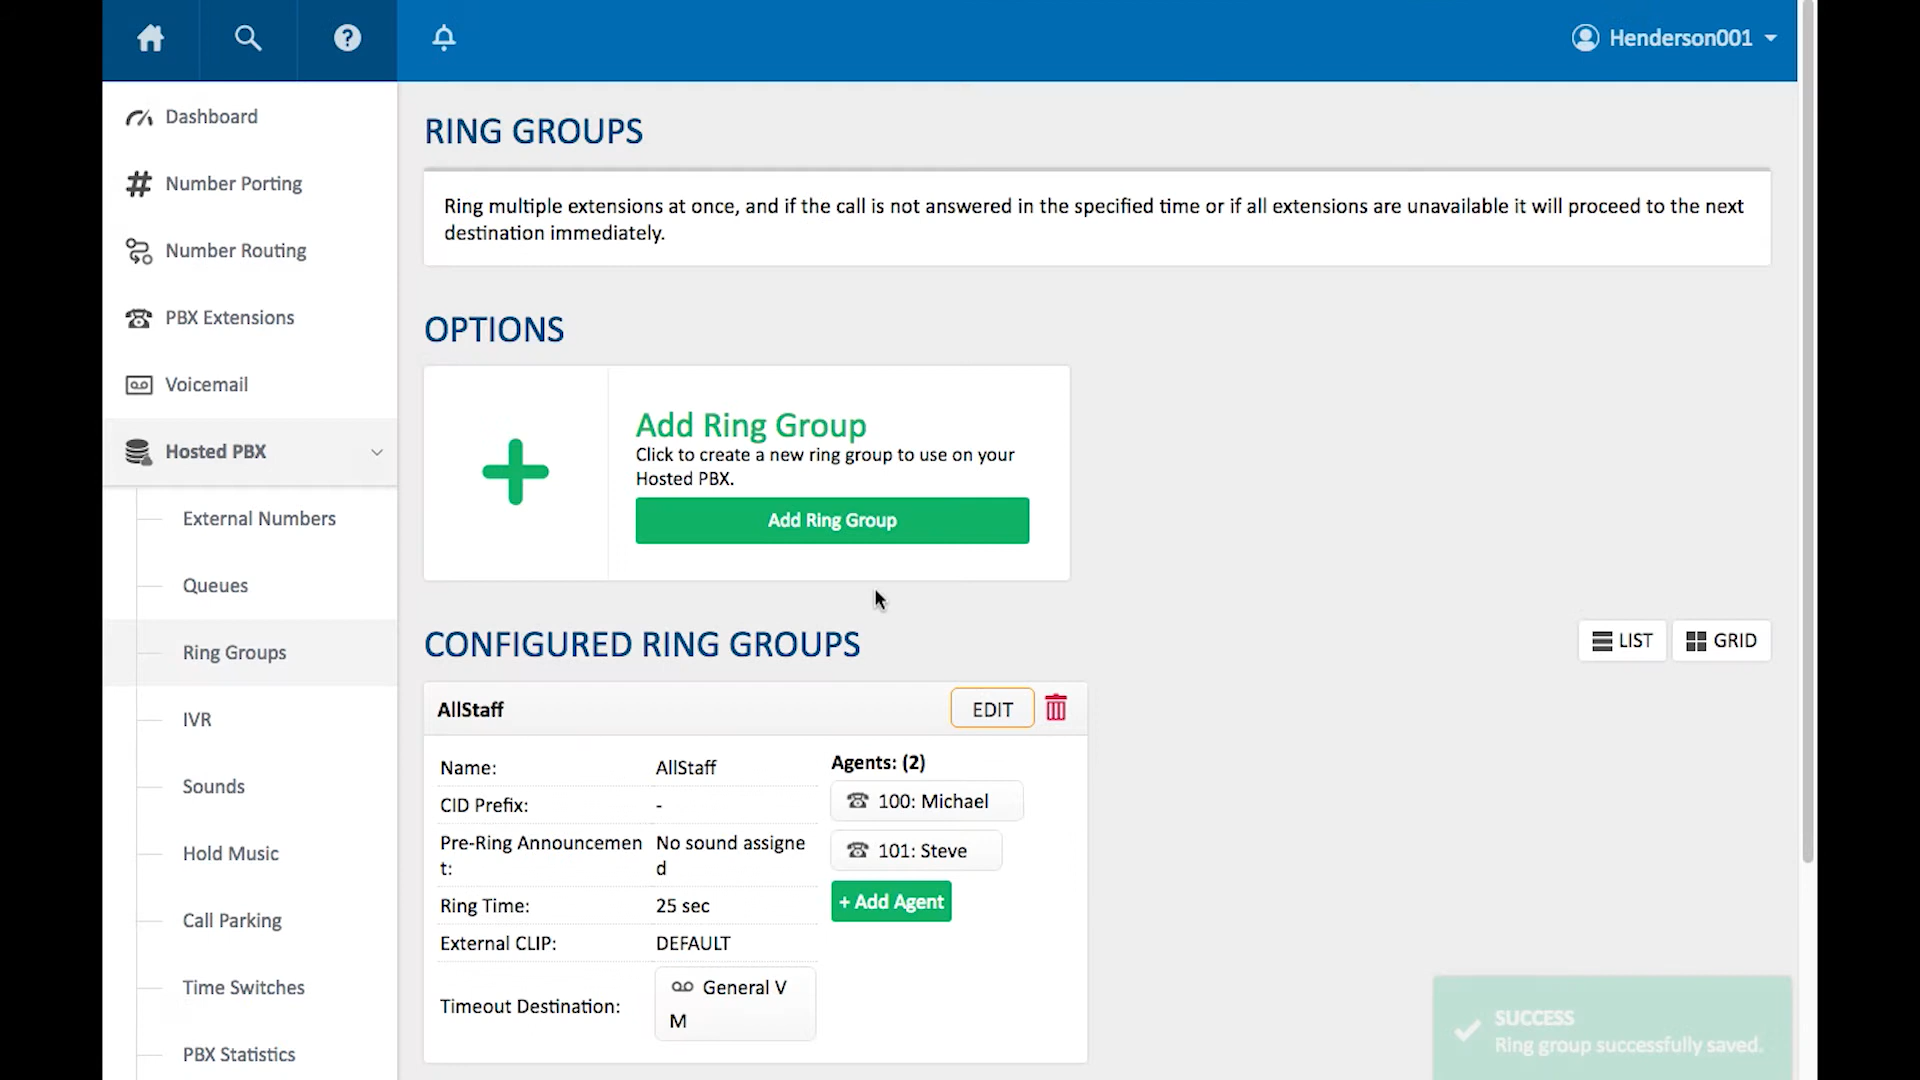 Henderson001
Dashboard
Number Porting
Number Routing
PBX Extensions
Voicemail
Hosted PBX
External Numbers
Queues
Ring Groups
IVR
Sounds
Hold Music
Call Parking
Time Switches
PBX Statistics
RING GROUPS
Ring multiple extensions at once, and if the call is not answered in the specified time or if all extensions are unavailable it will proceed to the next
destination immediately.
OPTIONS
Add Ring Group
Click to create a new ring group to use on your
Hosted PBX.
Add Ring Group
CONFIGURED RING GROUPS
LIST
GRID
AllStaff
EDIT
Name: AllStaff
CID Prefix: -
Pre-Ring Announcemen No sound assigne
t: d
Ring Time: 25 sec
External CLIP: DEFAULT
Timeout Destination: General V
M
Agents: (2)
100: Michael
101: Steve
+ Add Agent
SUCCESS
Ring group successfully saved.